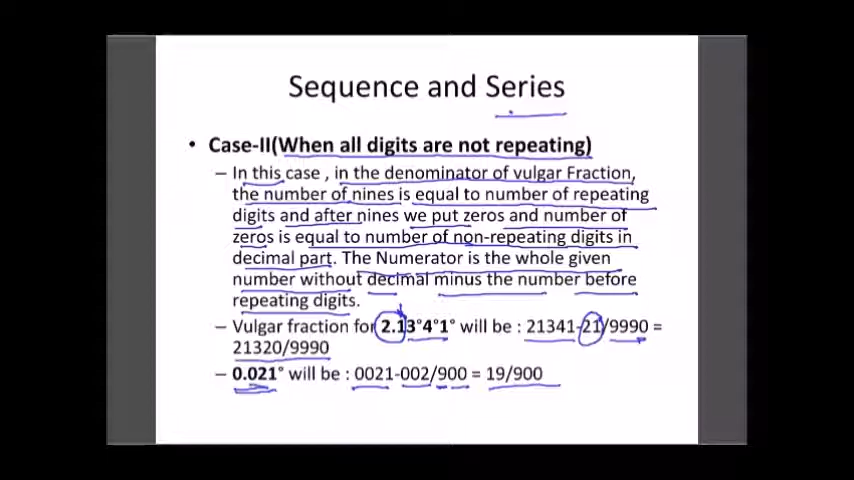 Sequence and Series
• Case-II(When all digits are not repeating)
– In this case , in the denominator of vulgar Fraction,
the number of nines is equal to number of repeating
digits and after nines we put zeros and number of
zeros is equal to number of non-repeating digits in
decimal part. The Numerator is the whole given
number without decimal minus the number before
repeating digits.
– Vulgar fraction for 2.13°4°1° will be : 21341-21/9990 =
21320/9990
– 0.021° will be : 0021-002/900 = 19/900